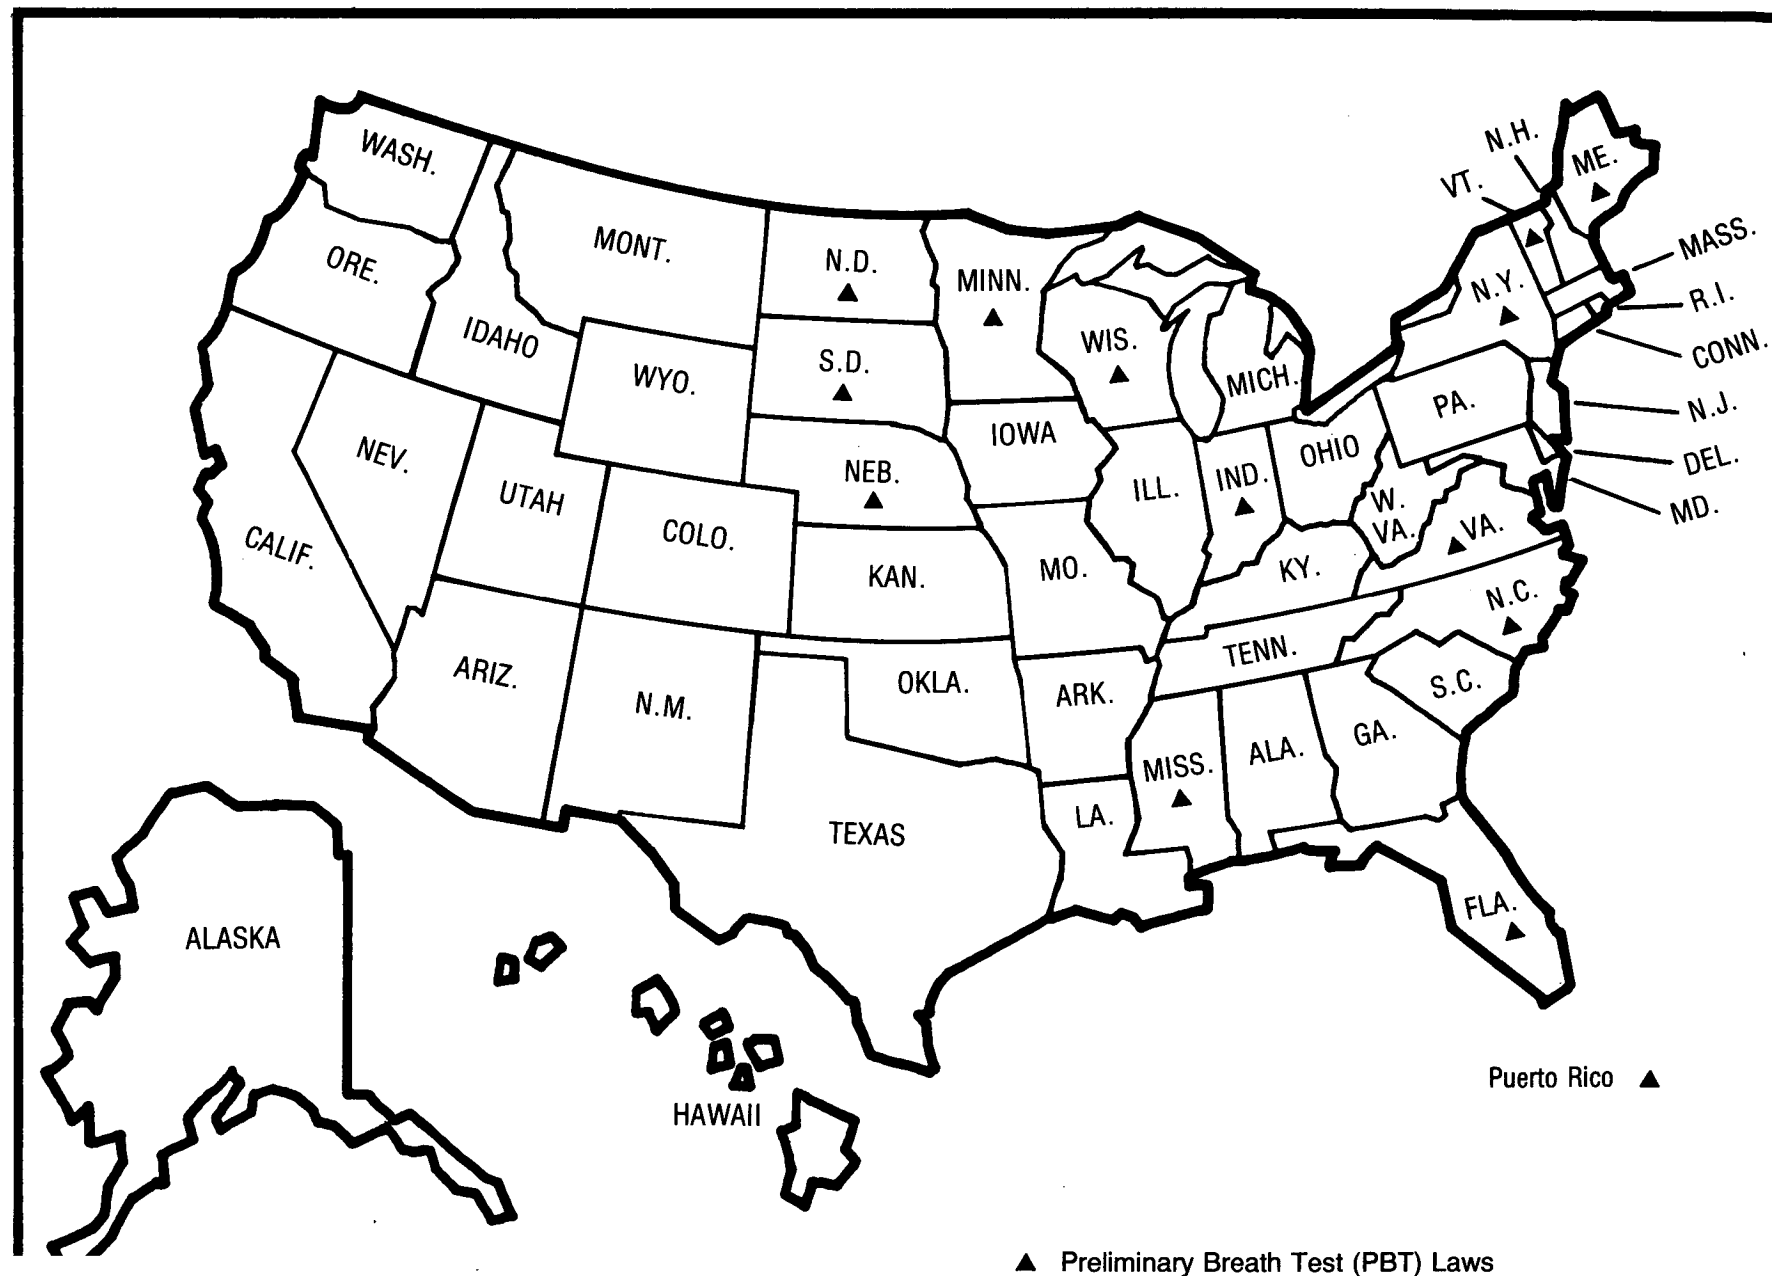 WASH.
ORE.
MONT.
IDAHO
WYO.
N.D.
S.D.
MINN.
WIS.
MICH.
N.H.
VT.
ME.
MASS.
R.I.
CONN.
N.J.
DEL.
MD.
N.Y.
PA.
NEV.
UTAH
CALIF.
COLO.
NEB.
IOWA
ILL.
IND.
OHIO
W.
VA.
VA.
KAN.
MO.
KY.
N.C.
TENN.
S.C.
ARIZ.
N.M.
OKLA.
ARK.
MISS.
ALA.
GA.
LA.
TEXAS
FLA.
ALASKA
HAWAII
Puerto Rico ▲
▲ Preliminary Breath Test (PBT) Laws